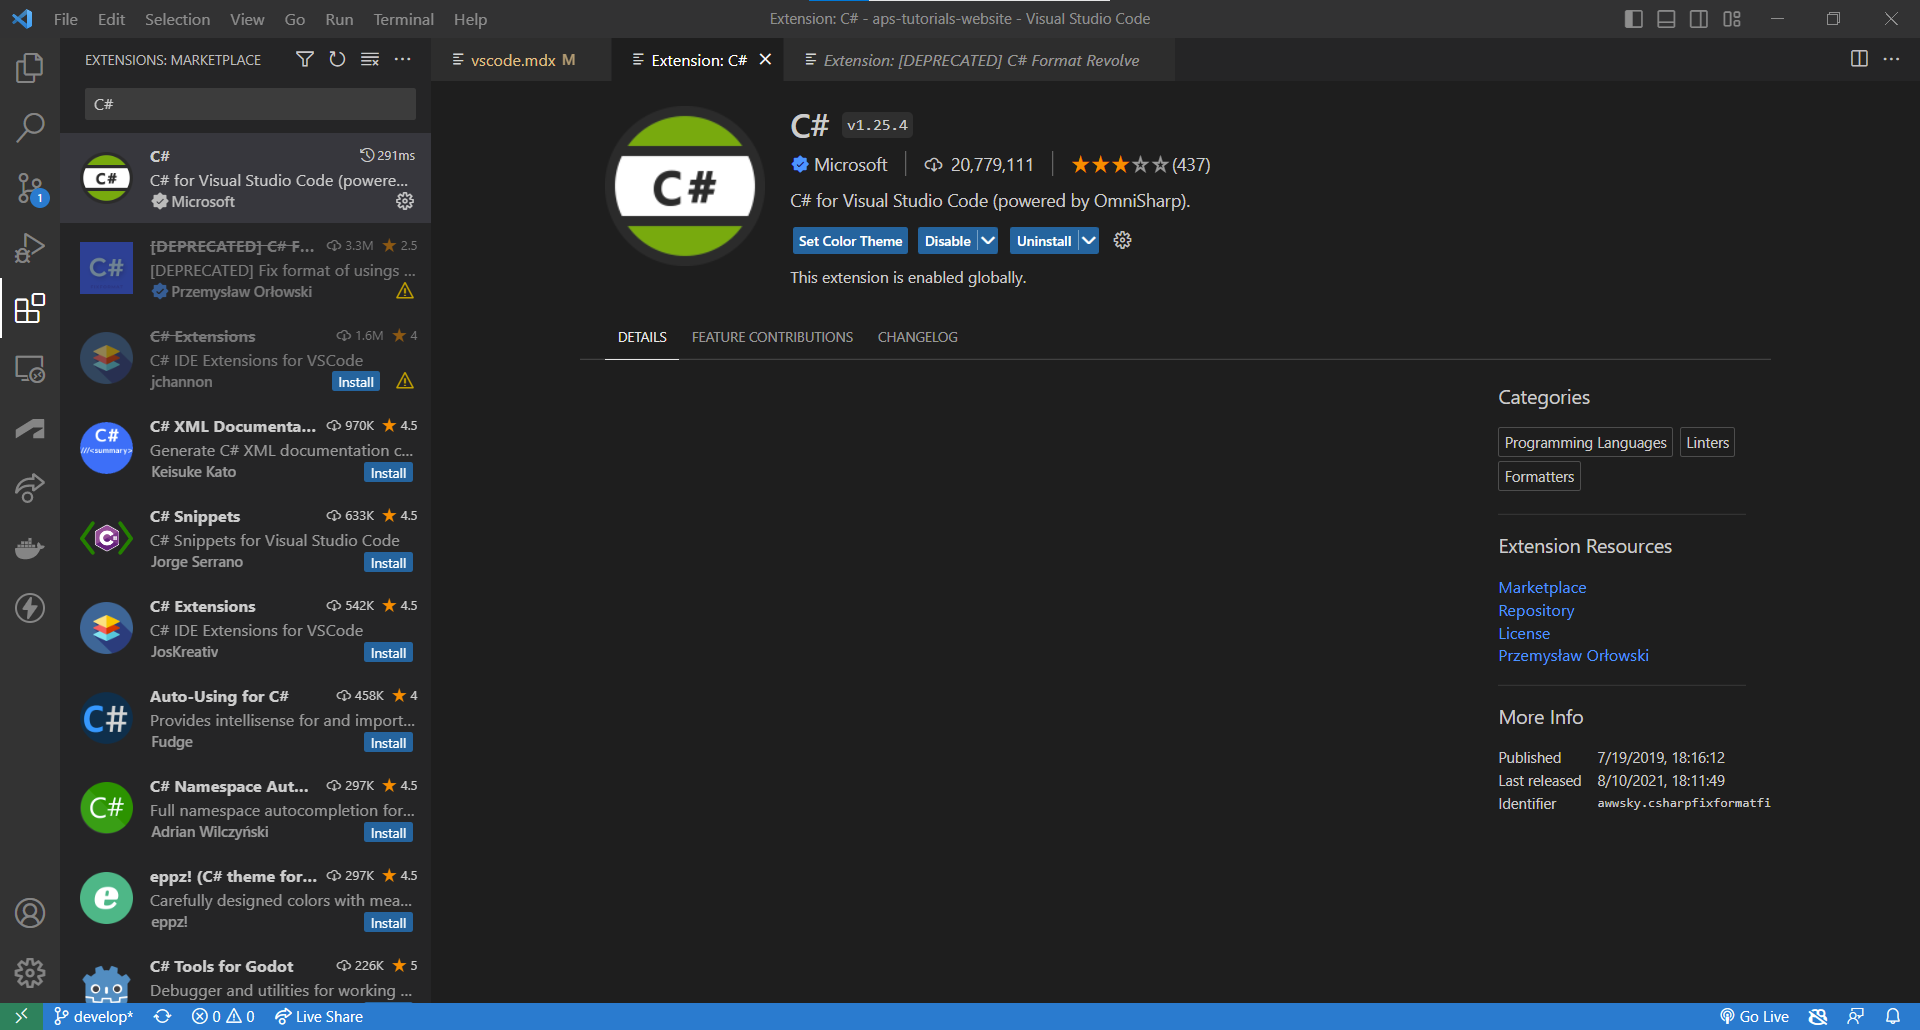 File Edit Selection View Go Run Terminal Help
Extension: C# - aps-tutorials-website - Visual Studio Code
EXTENSIONS: MARKETPLACE
vscode.mdx M
Extension: C#
Extension: [DEPRECATED] C# Format Revolve
C#
C# 291ms
C# for Visual Studio Code (powere...
Microsoft
C#
[DEPRECATED] C# F... 3.3M 2.5
[DEPRECATED] Fix format of usings ...
Przemysław Orłowski
C#
C# Extensions 1.6M 4
C# IDE Extensions for VSCode
jchannon Install
C# XML Documenta... 970K 4.5
Generate C# XML documentation c...
Keisuke Kato Install
C#
///<summary>
C# Snippets 633K 4.5
C# Snippets for Visual Studio Code
Jorge Serrano Install
C
C# Extensions 542K 4.5
C# IDE Extensions for VSCode
JosKreativ Install
Auto-Using for C# 458K 4
Provides intellisense for and import...
Fudge Install
C#
C# Namespace Aut... 297K 4.5
Full namespace autocompletion for...
Adrian Wilczyński Install
C#
eppz! (C# theme for... 297K 4.5
Carefully designed colors with mea...
eppz! Install
e
C# Tools for Godot 226K 5
Debugger and utilities for working ...
C#
C# v1.25.4
Microsoft 20,779,111 (437)
C# for Visual Studio Code (powered by OmniSharp).
Set Color Theme Disable Uninstall
This extension is enabled globally.
DETAILS FEATURE CONTRIBUTIONS CHANGELOG
Categories
Programming Languages Linters
Formatters
Extension Resources
Marketplace
Repository
License
Przemysław Orłowski
More Info
Published 7/19/2019, 18:16:12
Last released 8/10/2021, 18:11:49
Identifier awwsky.csharpfixformatfi
1
develop* 0 0 Live Share
Go Live